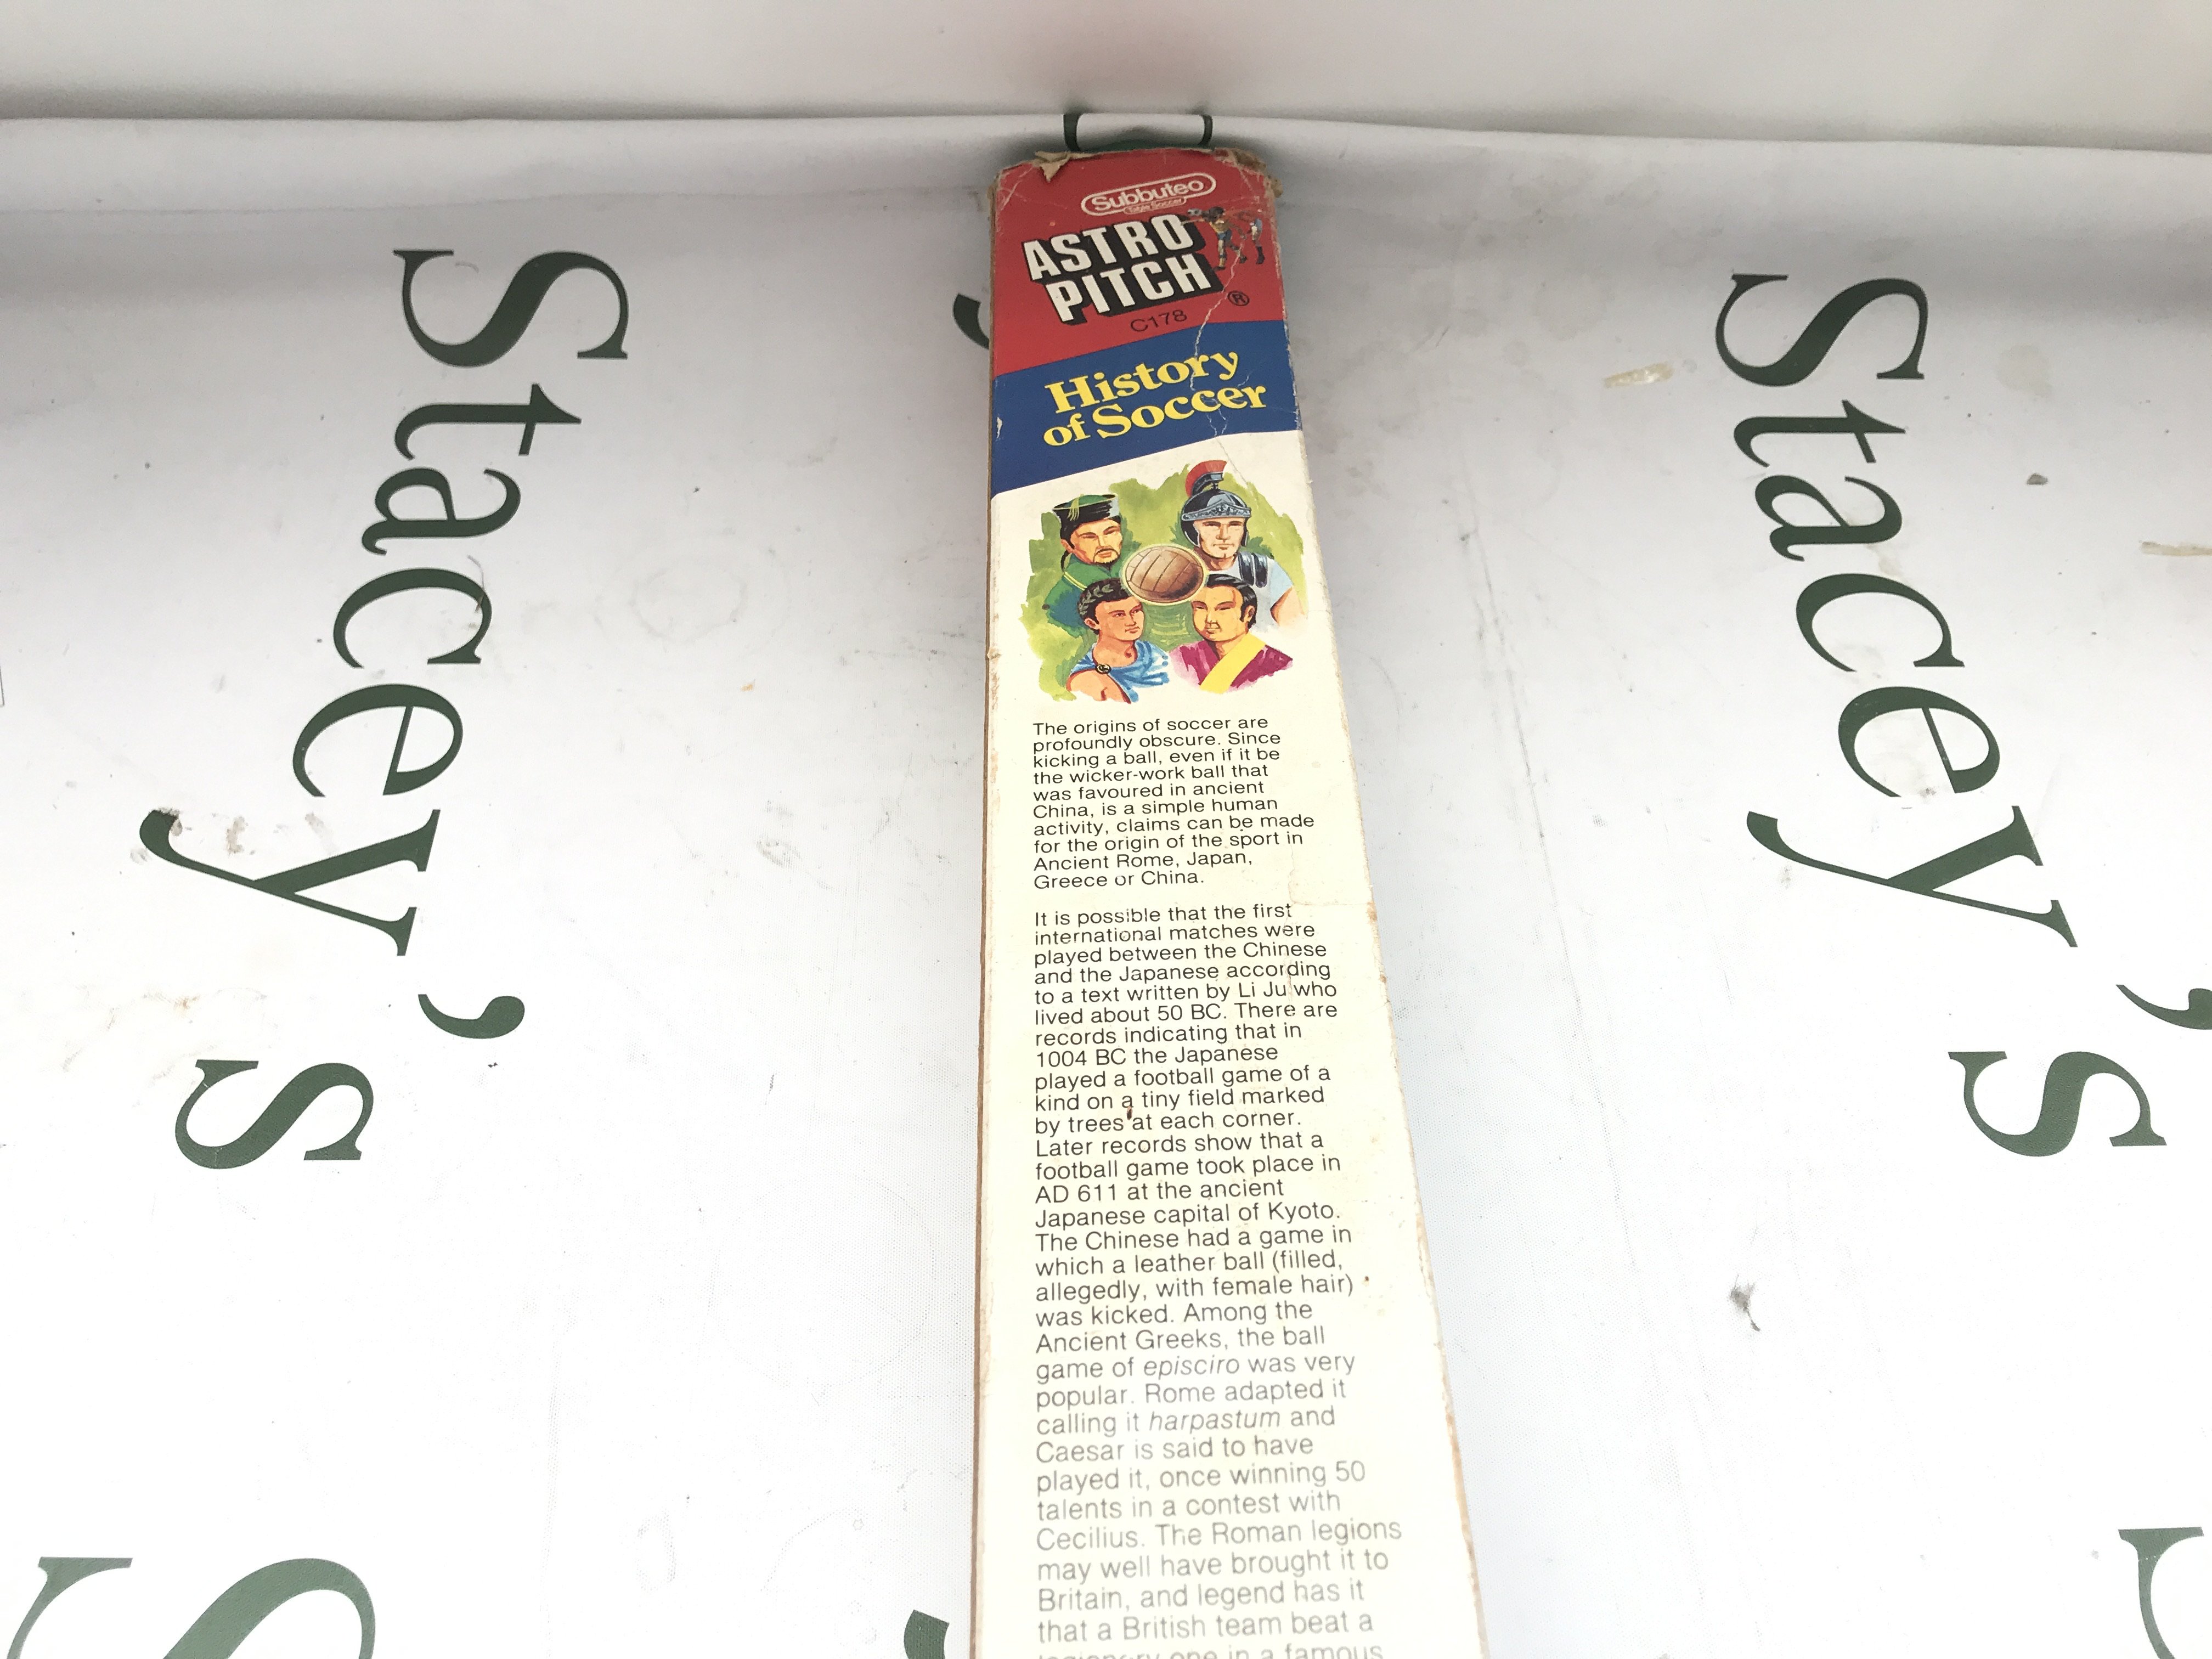 Subbuteo
Table Soccer
ASTRO
PITCH ®
C178
History
of Soccer
The origins of soccer are
profoundly obscure. Since
kicking a ball, even if it be
the wicker-work ball that
was favoured in ancient
China, is a simple human
activity, claims can be made
for the origin of the sport in
Ancient Rome, Japan,
Greece or China.
It is possible that the first
international matches were
played between the Chinese
and the Japanese according
to a text written by Li Ju who
lived about 50 BC. There are
records indicating that in
1004 BC the Japanese
played a football game of a
kind on a tiny field marked
by trees at each corner.
Later records show that a
football game took place in
AD 611 at the ancient
Japanese capital of Kyoto.
The Chinese had a game in
which a leather ball (filled,
allegedly, with female hair)
was kicked. Among the
Ancient Greeks, the ball
game of episciro was very
popular. Rome adapted it
calling it harpastum and
Caesar is said to have
played it, once winning 50
talents in a contest with
Cecilius. The Roman legions
may well have brought it to
Britain, and legend has it
that a British team beat a
legionary one in a famous
Stacey's
Stacey's